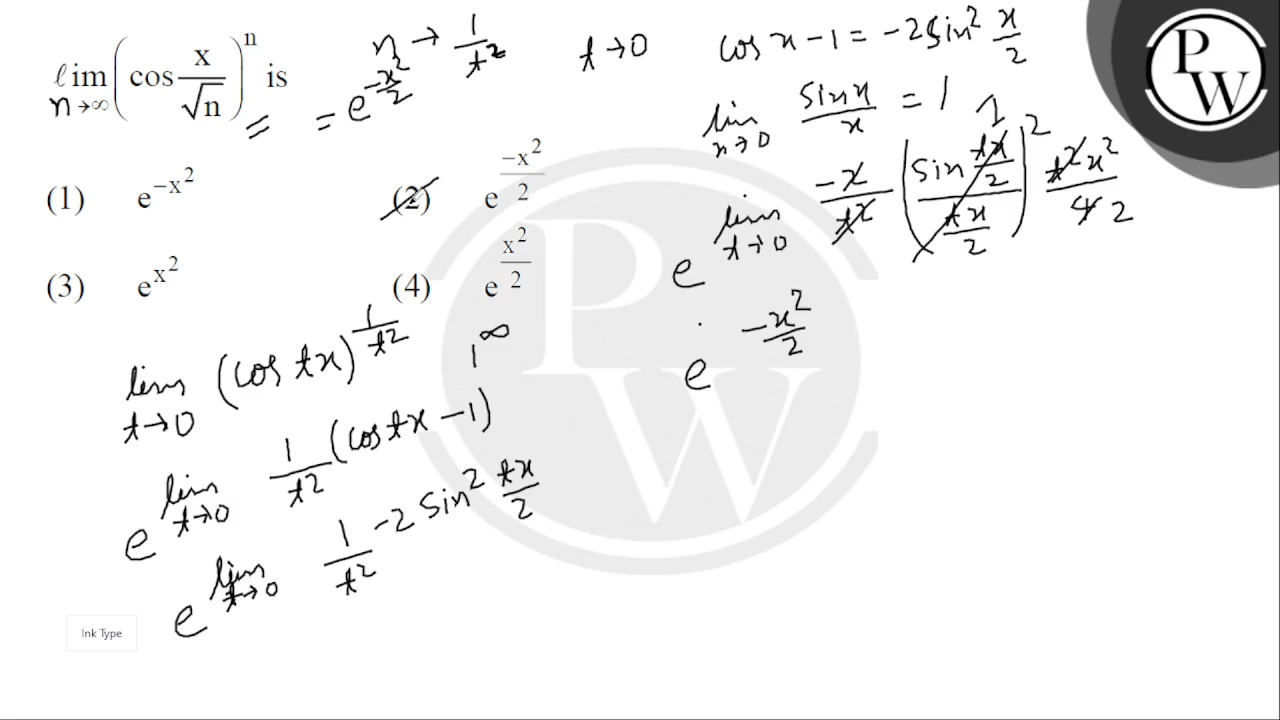 ℓim n→∞ (cos x/√n)^n is = = e^(-x²/2)
n → 1/t² t → 0
(1) e^(-x²) (2) e^(-x²/2)
(3) e^(x²) (4) e^(x²/2)
lim t→0 (cos tx)^(1/t²) 1^∞
e^(lim t→0 1/t² (cos tx - 1))
e^(lim t→0 1/t² -2 sin² tx/2)
cos x - 1 = -2 sin² x/2
lim x→0 sin x/x = 1
e^(lim t→0 -2/t² (sin tx/2 / tx/2)² t²x²/4 2) 1
e^(-x²/2)
P
W
PW
Ink Type